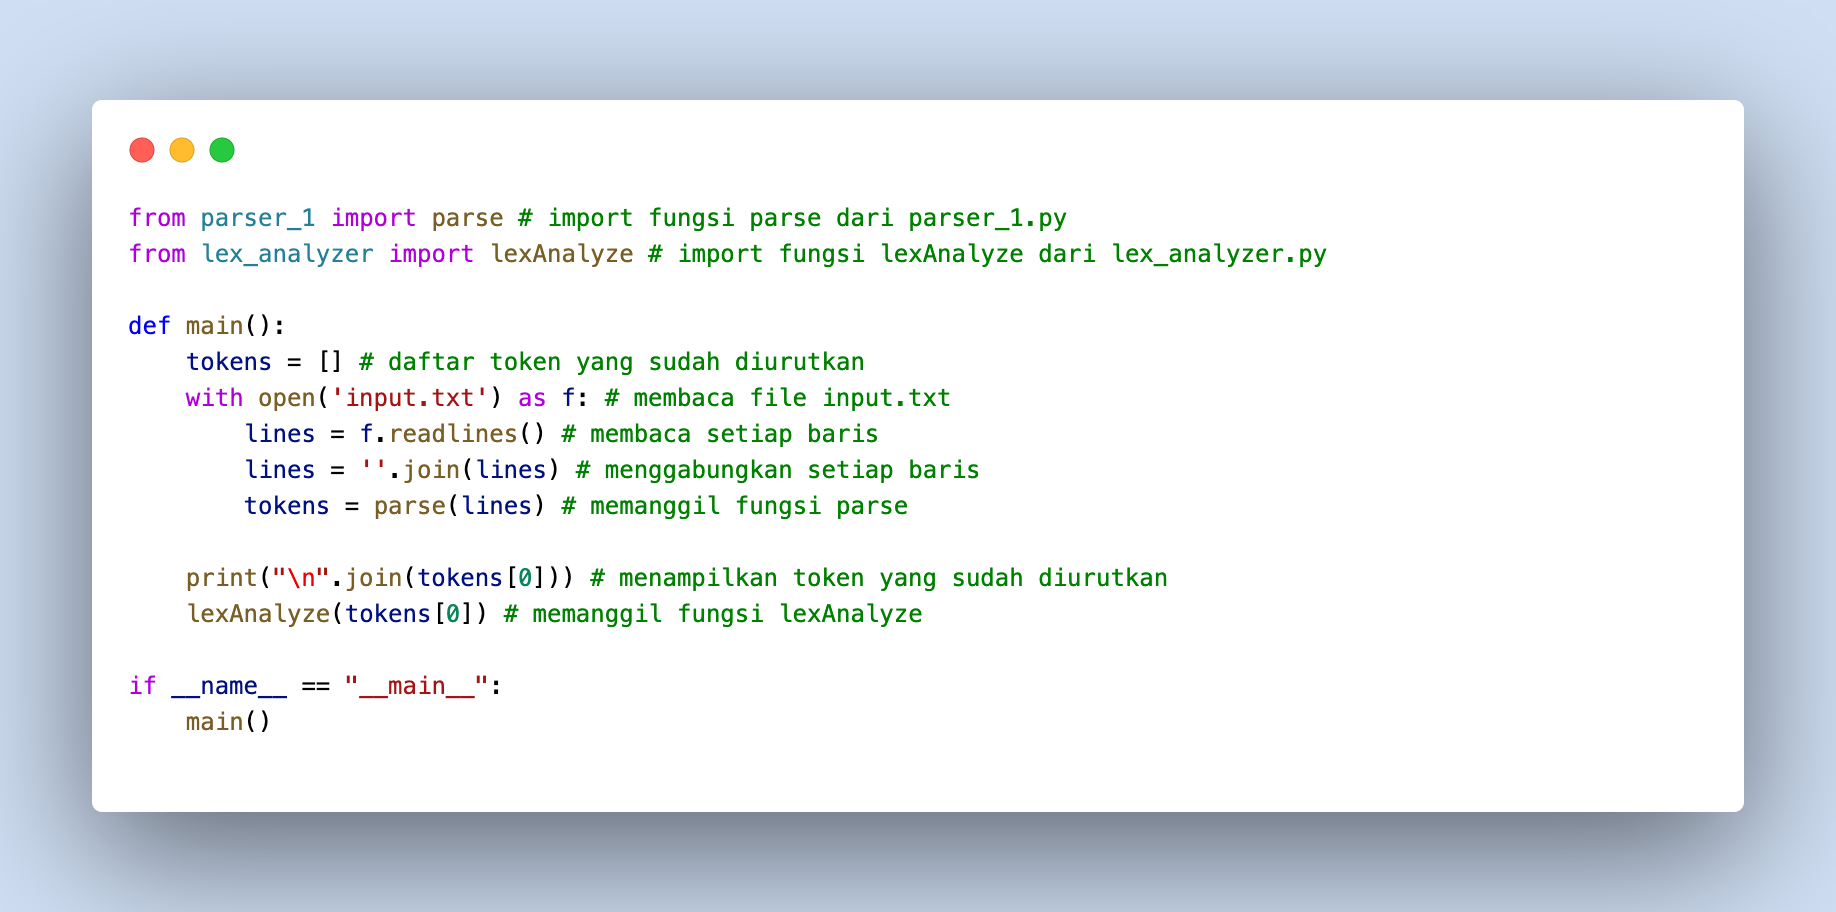 from parser_1 import parse # import fungsi parse dari parser_1.py
from lex_analyzer import lexAnalyze # import fungsi lexAnalyze dari lex_analyzer.py

def main():
    tokens = [] # daftar token yang sudah diurutkan
    with open('input.txt') as f: # membaca file input.txt
        lines = f.readlines() # membaca setiap baris
        lines = ''.join(lines) # menggabungkan setiap baris
        tokens = parse(lines) # memanggil fungsi parse

    print("\n".join(tokens[0])) # menampilkan token yang sudah diurutkan
    lexAnalyze(tokens[0]) # memanggil fungsi lexAnalyze

if __name__ == "__main__":
    main()